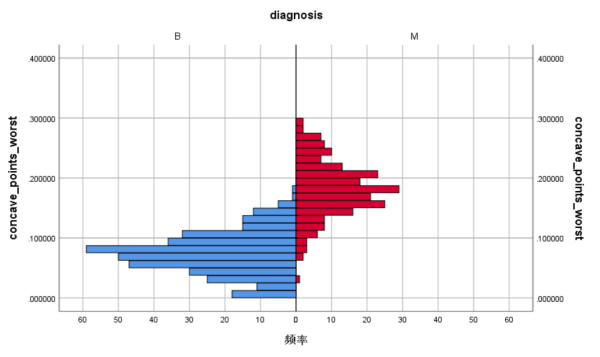 diagnosis
B M
.400000 .400000
.300000 .300000
.200000 .200000
.100000 .100000
.000000 .000000
concave_points_worst
concave_points_worst
60 50 40 30 20 10 0 10 20 30 40 50 60
频率